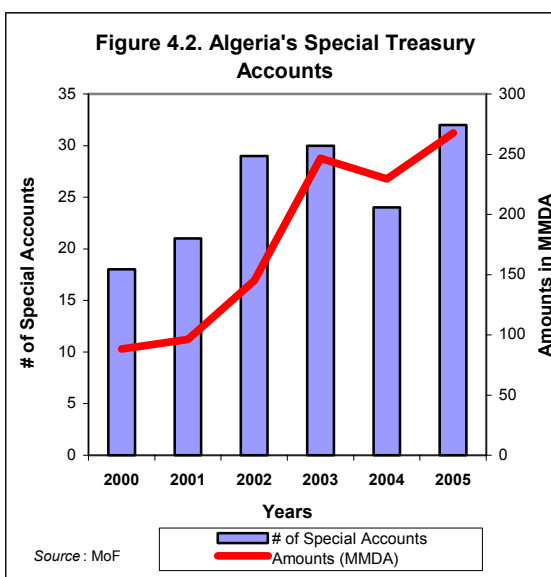 Figure 4.2. Algeria's Special Treasury
Accounts
35
30
25
20
15
10
5
0
# of Special Accounts
300
250
200
150
100
50
0
Amounts in MMDA
2000 2001 2002 2003 2004 2005
Years
# of Special Accounts
Amounts (MMDA)
Source: MoF